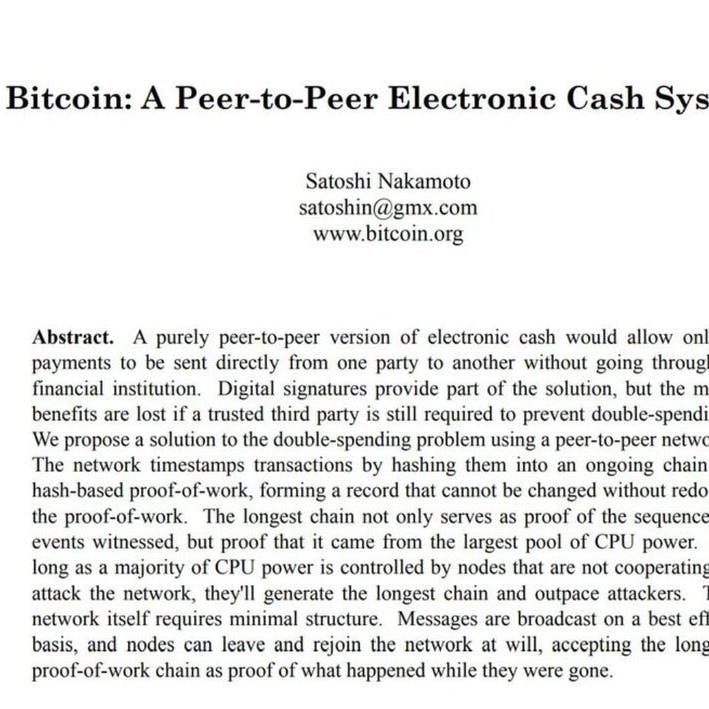 Bitcoin: A Peer-to-Peer Electronic Cash Sys
Satoshi Nakamoto
satoshin@gmx.com
www.bitcoin.org
Abstract. A purely peer-to-peer version of electronic cash would allow onl
payments to be sent directly from one party to another without going through
financial institution. Digital signatures provide part of the solution, but the m
benefits are lost if a trusted third party is still required to prevent double-spendi
We propose a solution to the double-spending problem using a peer-to-peer netwo
The network timestamps transactions by hashing them into an ongoing chain
hash-based proof-of-work, forming a record that cannot be changed without redo
the proof-of-work. The longest chain not only serves as proof of the sequence
events witnessed, but proof that it came from the largest pool of CPU power.
long as a majority of CPU power is controlled by nodes that are not cooperating
attack the network, they'll generate the longest chain and outpace attackers. T
network itself requires minimal structure. Messages are broadcast on a best eff
basis, and nodes can leave and rejoin the network at will, accepting the long
proof-of-work chain as proof of what happened while they were gone.